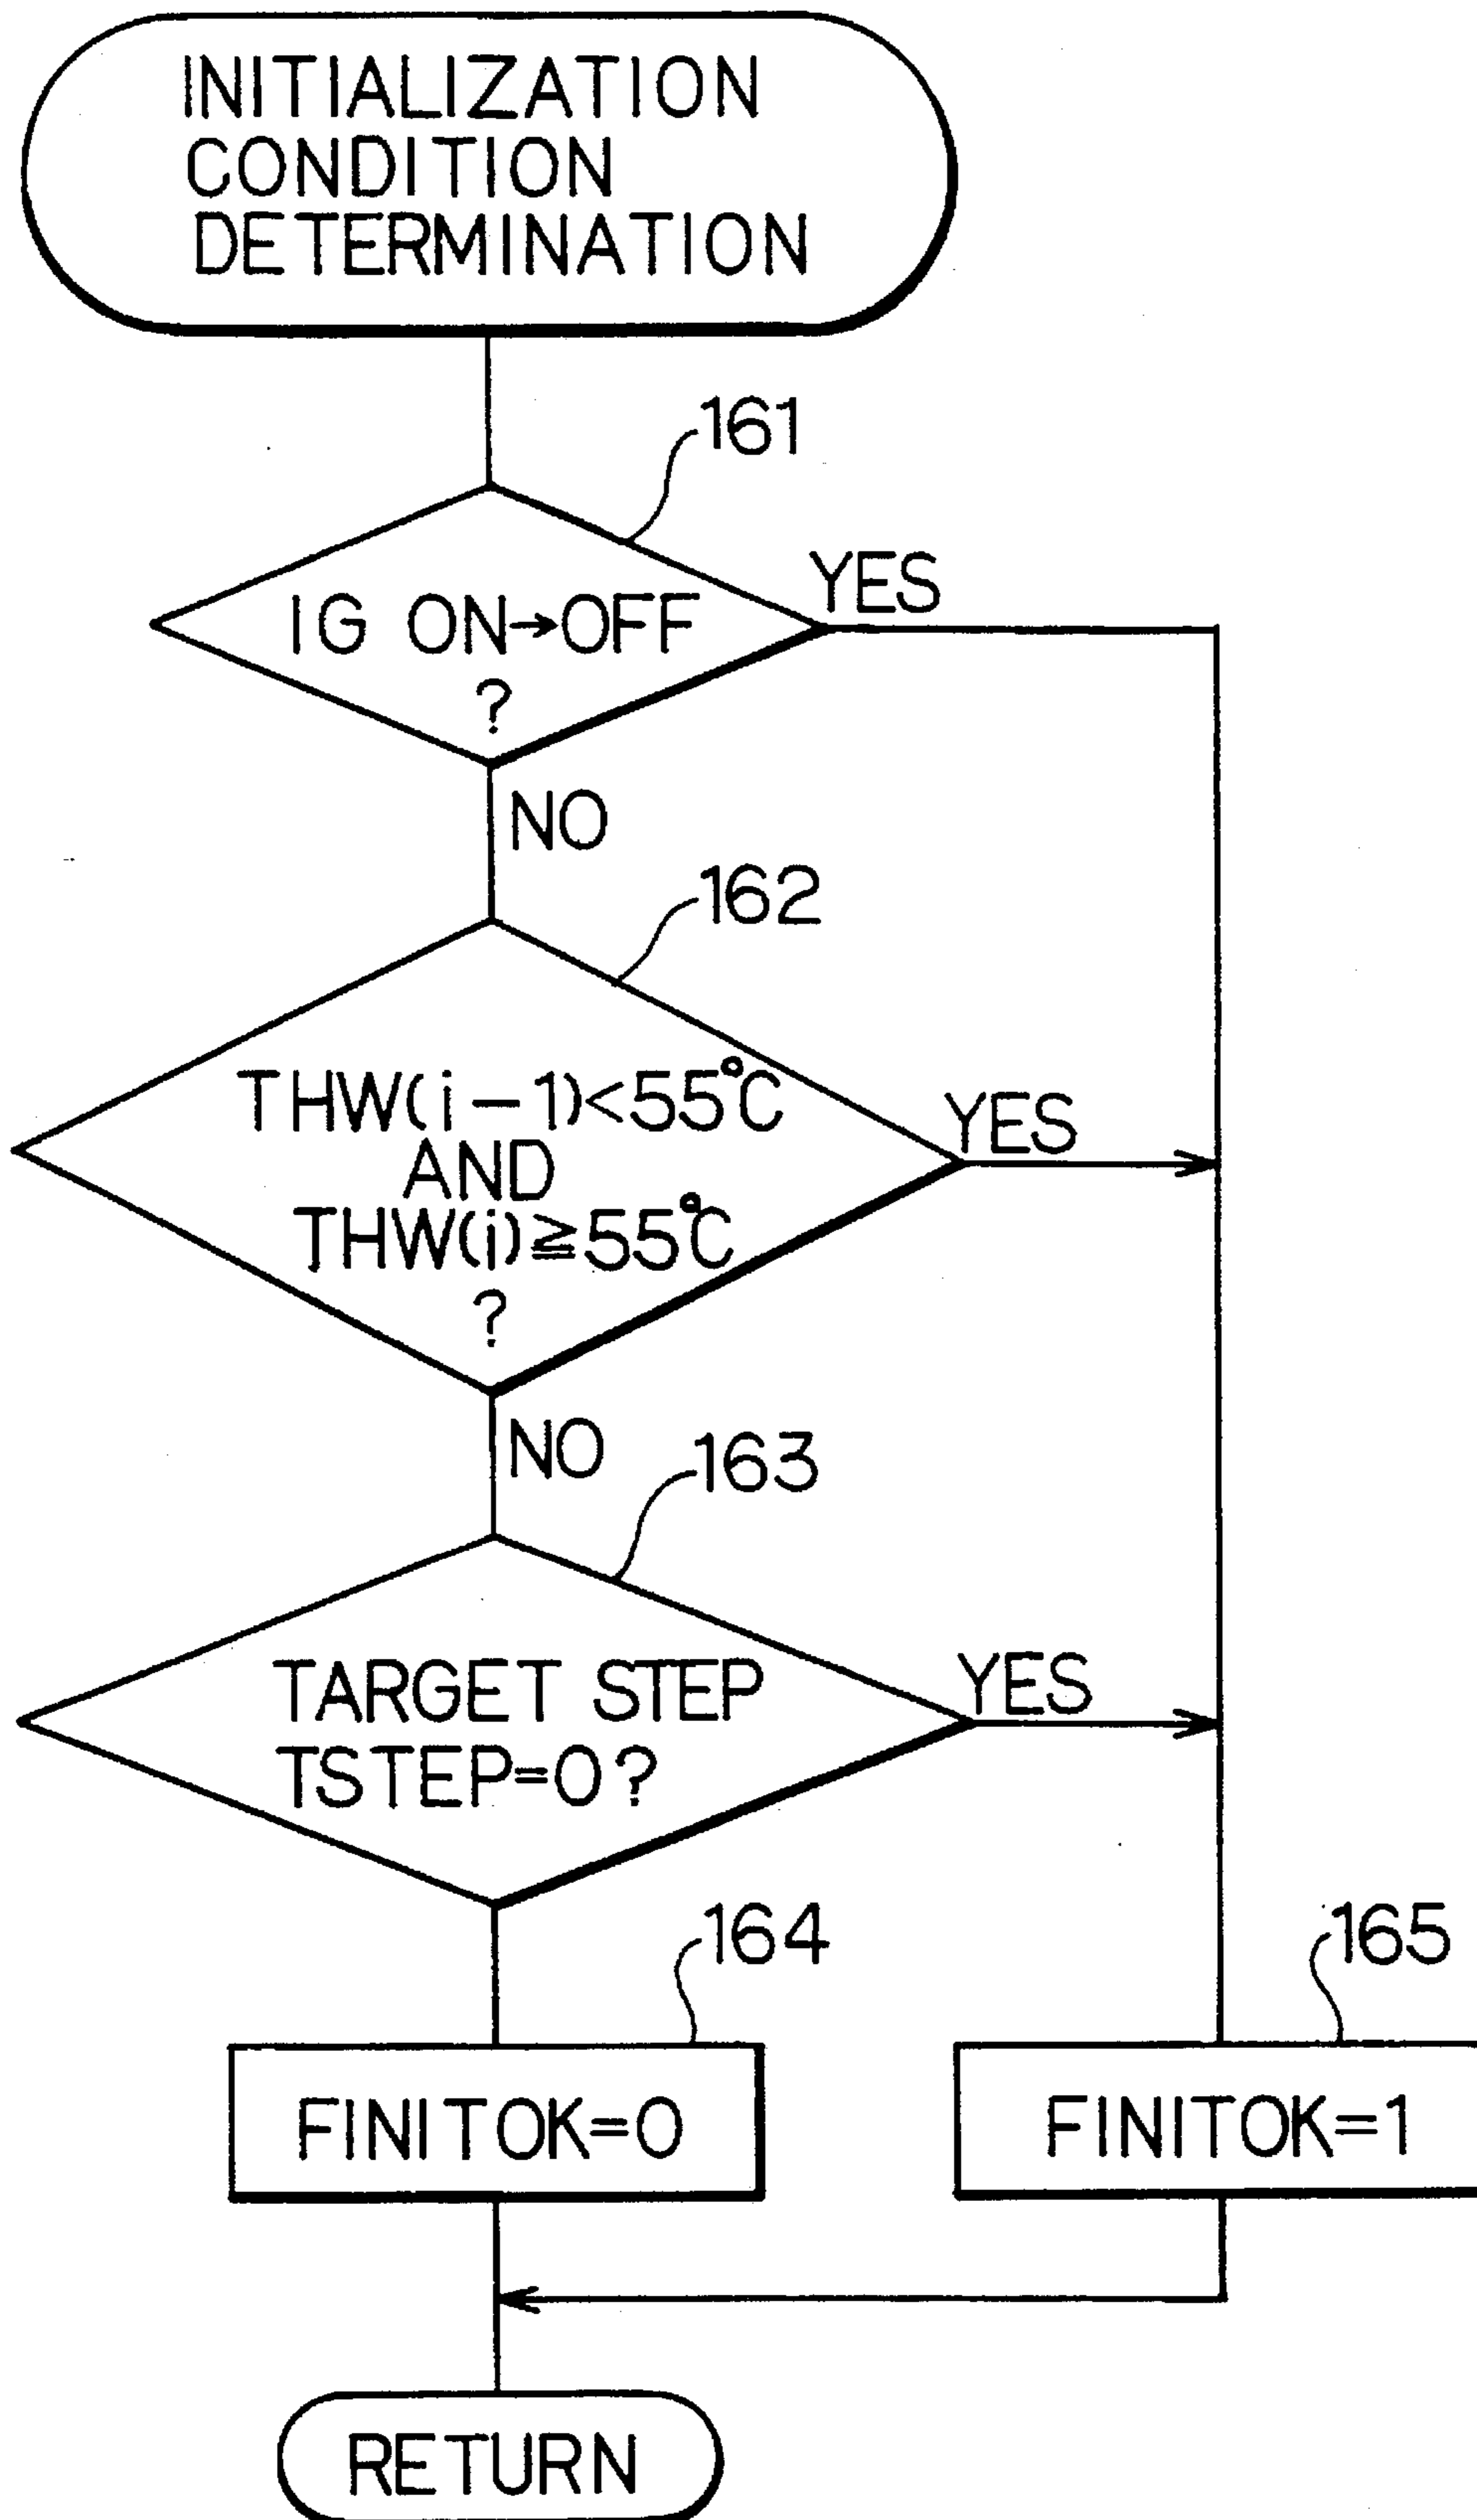 INITIALIZATION
CONDITION
DETERMINATION
161
IG ON→OFF
?
YES
NO
162
THW(i-1)<55°C
AND
THW(i)≧55°C
?
YES
NO
163
TARGET STEP
TSTEP=0?
YES
164
165
FINITOK=0
FINITOK=1
RETURN